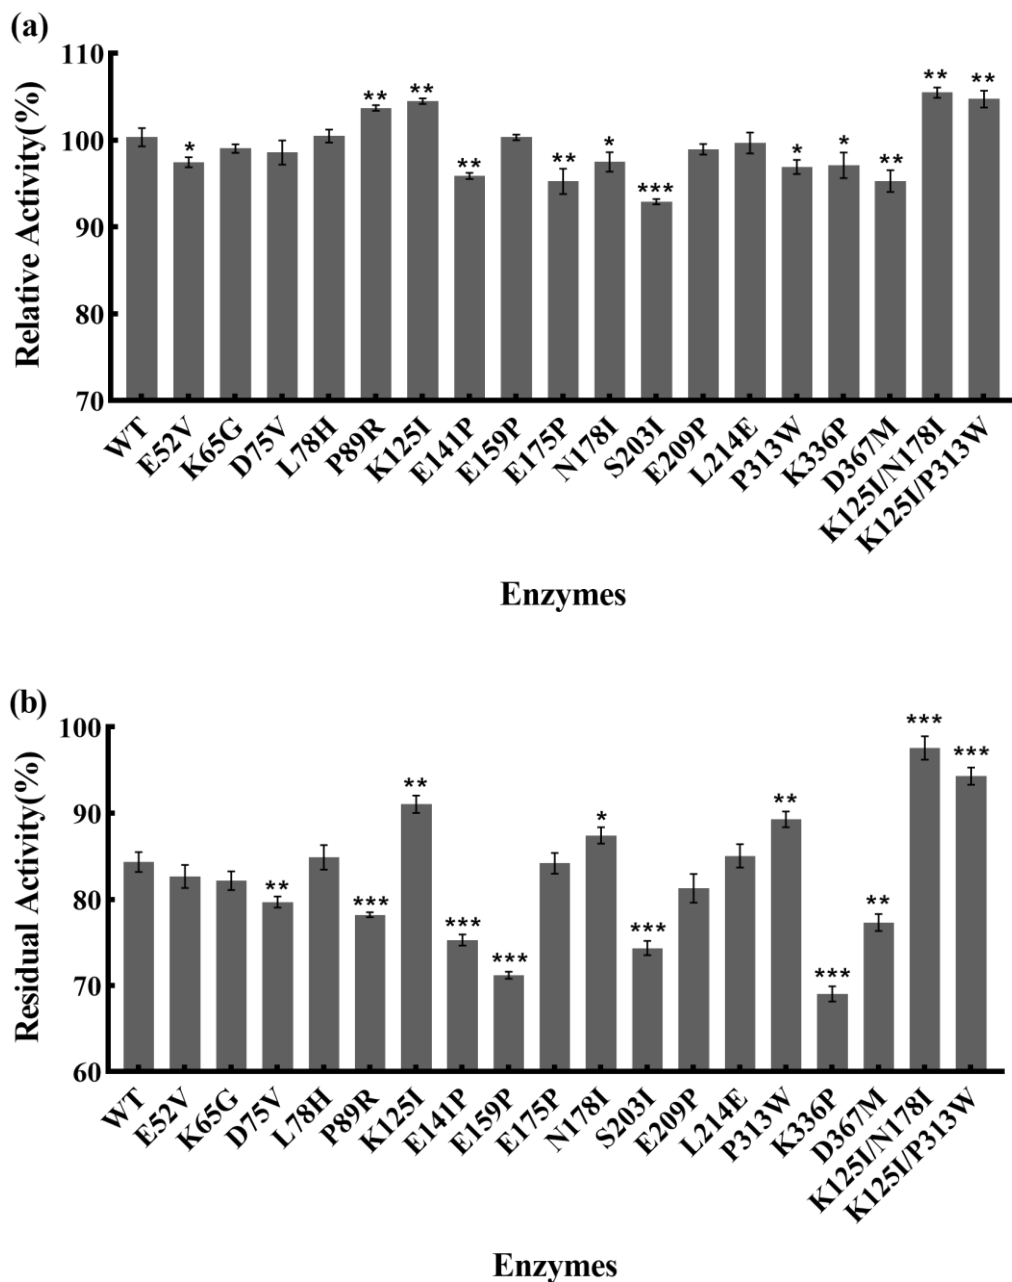 (a)
Relative Activity(%)
110
100
90
80
70
*
**
**
**
**
*
***
*
*
**
**
**
WT
E52V
K65G
D75V
L78H
P89R
K125I
E141P
E159P
E175P
N178I
S203I
E209P
L214E
P313W
K336P
D367M
K125I/N178I
K125I/P313W
Enzymes
(b)
Residual Activity(%)
100
90
80
70
60
**
***
**
***
***
*
***
**
***
**
***
***
WT
E52V
K65G
D75V
L78H
P89R
K125I
E141P
E159P
E175P
N178I
S203I
E209P
L214E
P313W
K336P
D367M
K125I/N178I
K125I/P313W
Enzymes